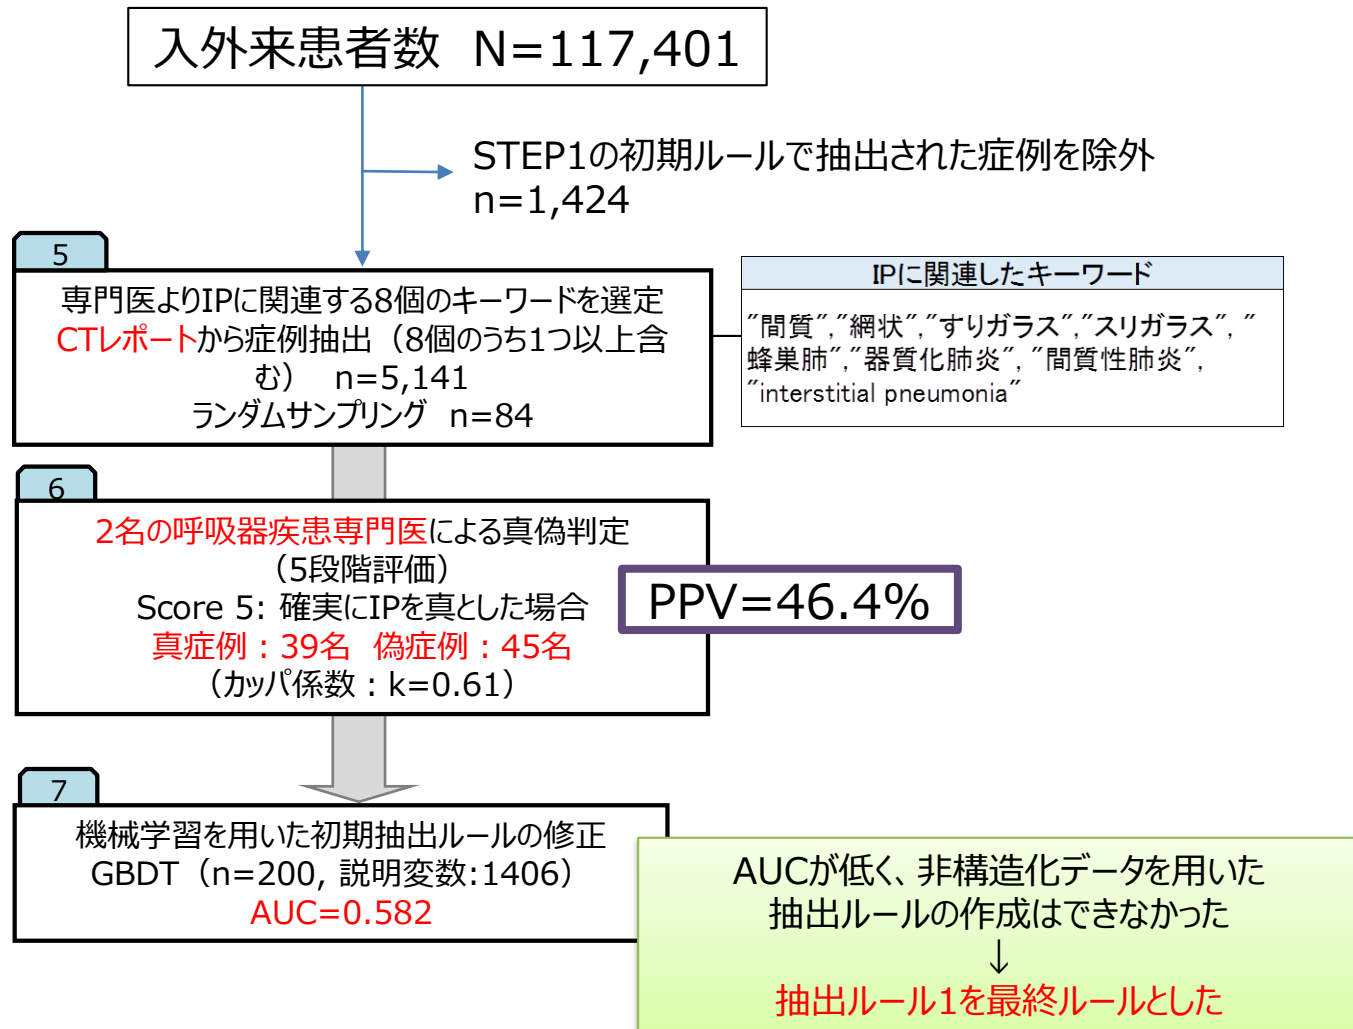 入外来患者数 N=117,401
STEP1の初期ルールで抽出された症例を除外
n=1,424
5
専門医よりIPに関連する8個のキーワードを選定
CTレポートから症例抽出（8個のうち1つ以上含
む） n=5,141
ランダムサンプリング n=84
IPに関連したキーワード
"間質","網状","すりガラス","スリガラス", "
蜂巣肺","器質化肺炎", "間質性肺炎",
"interstitial pneumonia"
6
2名の呼吸器疾患専門医による真偽判定
（5段階評価）
Score 5: 確実にIPを真とした場合
真症例：39名 偽症例：45名
（カッパ係数：k=0.61）
PPV=46.4%
7
機械学習を用いた初期抽出ルールの修正
GBDT（n=200, 説明変数:1406）
AUC=0.582
AUCが低く、非構造化データを用いた
抽出ルールの作成はできなかった
↓
抽出ルール1を最終ルールとした